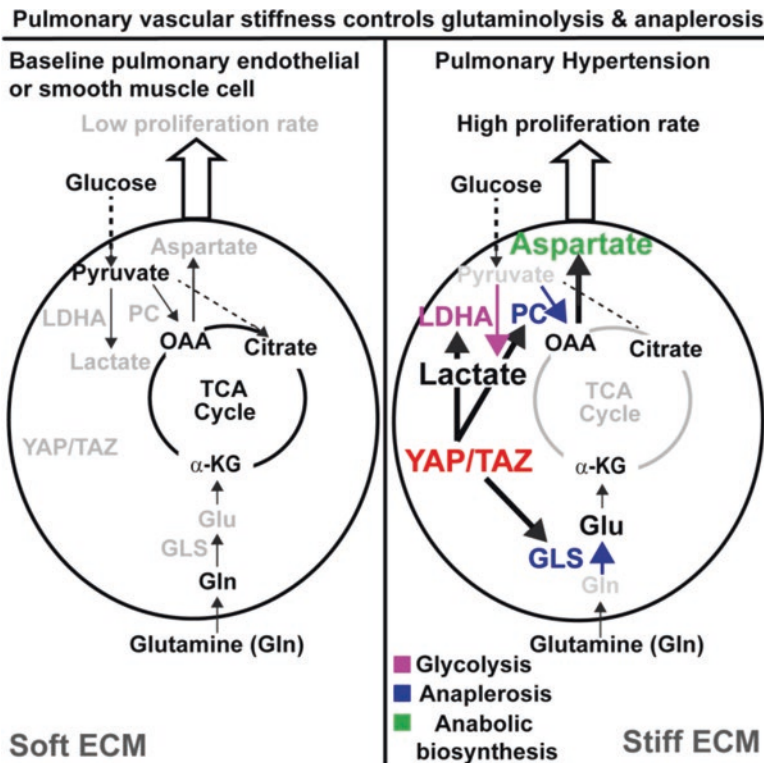 Pulmonary vascular stiffness controls glutaminolysis & anaplerosis
Baseline pulmonary endothelial
or smooth muscle cell
Low proliferation rate
Glucose
Aspartate
Pyruvate
LDHA
PC
OAA
Citrate
Lactate
TCA
Cycle
YAP/TAZ
α-KG
Glu
GLS
Gln
Glutamine (Gln)
Soft ECM
Pulmonary Hypertension
High proliferation rate
Glucose
Aspartate
Pyruvate
LDHA
PC
OAA
Citrate
Lactate
TCA
Cycle
YAP/TAZ
α-KG
Glu
GLS
Gln
Glutamine (Gln)
Glycolysis
Anaplerosis
Anabolic
biosynthesis
Stiff ECM